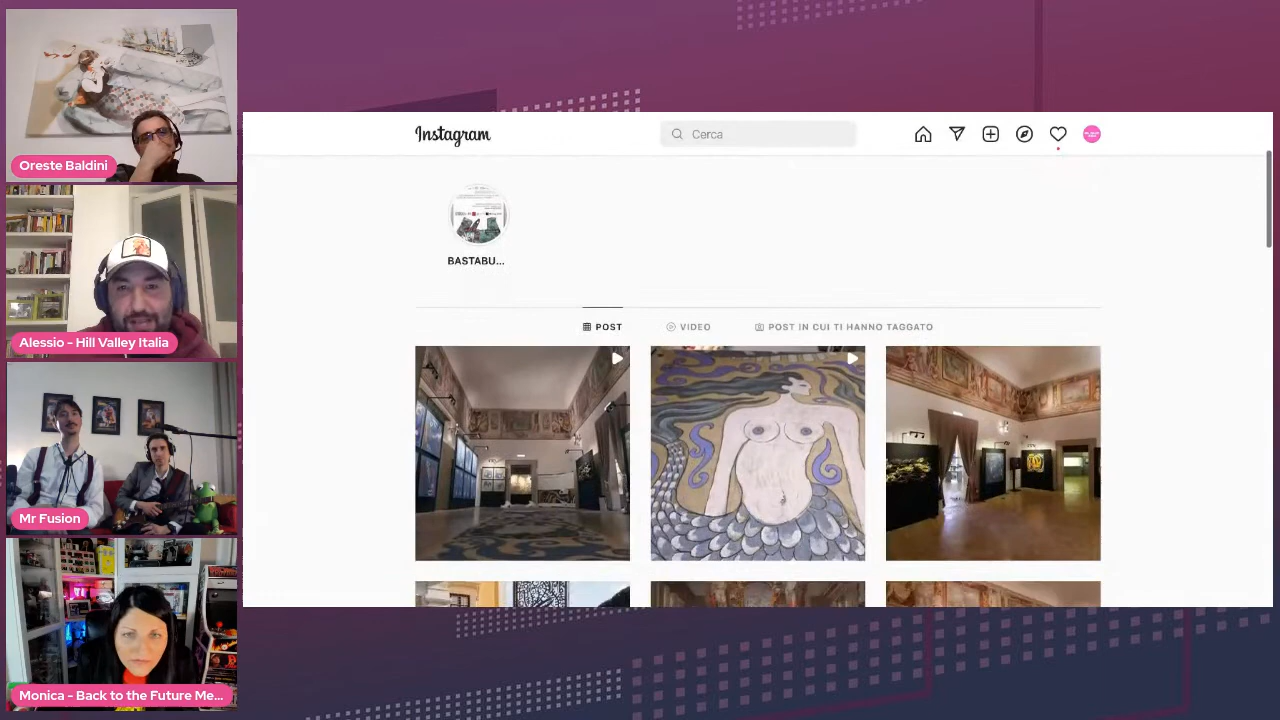 Oreste Baldini
Alessio - Hill Valley Italia
Mr Fusion
Monica - Back to the Future Me...
Instagram
Cerca
BASTABU...
POST
VIDEO
POST IN CUI TI HANNO TAGGATO